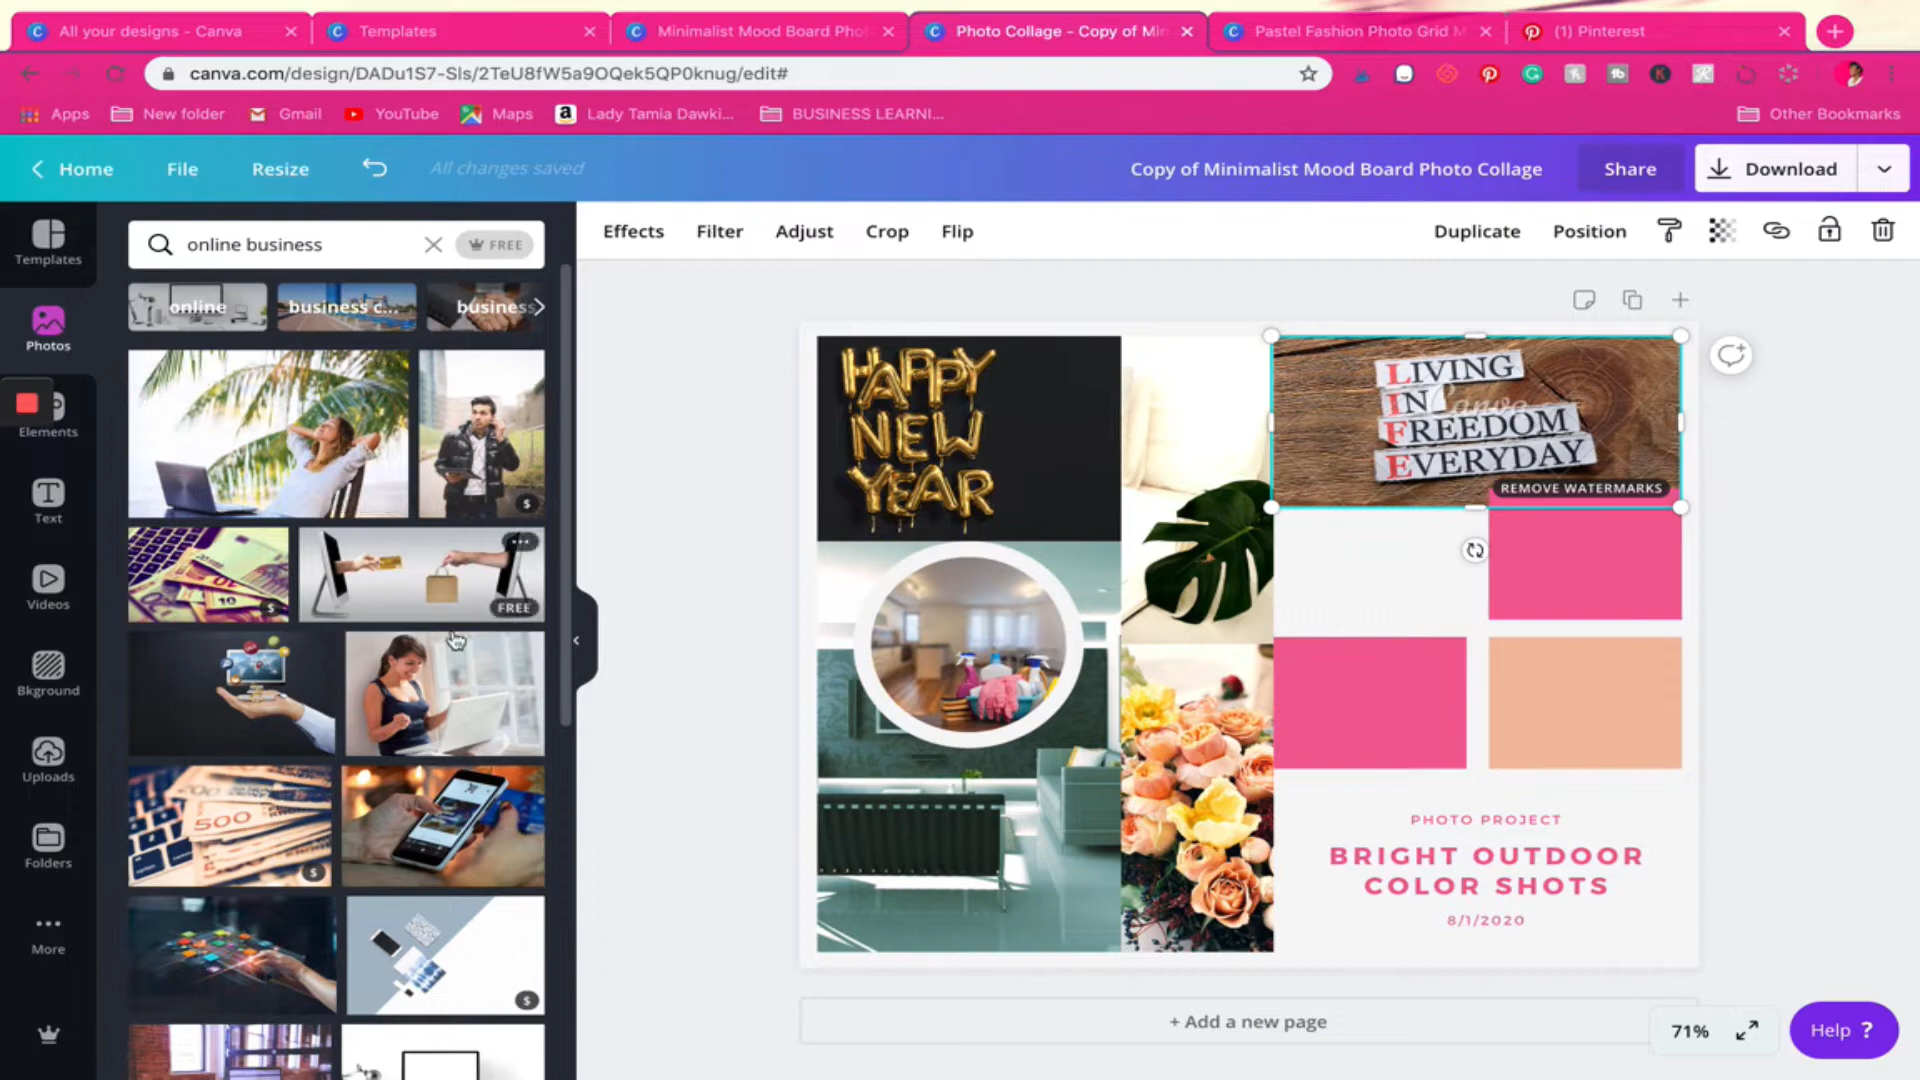 All your designs - Canva
Templates
Minimalist Mood Board Phot
Photo Collage - Copy of Min
Pastel Fashion Photo Grid M
(1) Pinterest
canva.com/design/DADu1S7-SIs/2TeU8fW5a9OQek5QP0knug/edit#
Apps
New folder
Gmail
YouTube
Maps
Lady Tamia Dawki...
BUSINESS LEARNI...
Other Bookmarks
Home
File
Resize
All changes saved
Copy of Minimalist Mood Board Photo Collage
Share
Download
Templates
Photos
Elements
Text
Videos
Bkground
Uploads
Folders
More
online business
FREE
online
business c...
business
$
$
FREE
500
$
$
Effects
Filter
Adjust
Crop
Flip
Duplicate
Position
HAPPY
NEW
YEAR
LIVING
IN
FREEDOM
EVERYDAY
Canva
REMOVE WATERMARKS
PHOTO PROJECT
BRIGHT OUTDOOR
COLOR SHOTS
8/1/2020
+ Add a new page
71%
Help ?